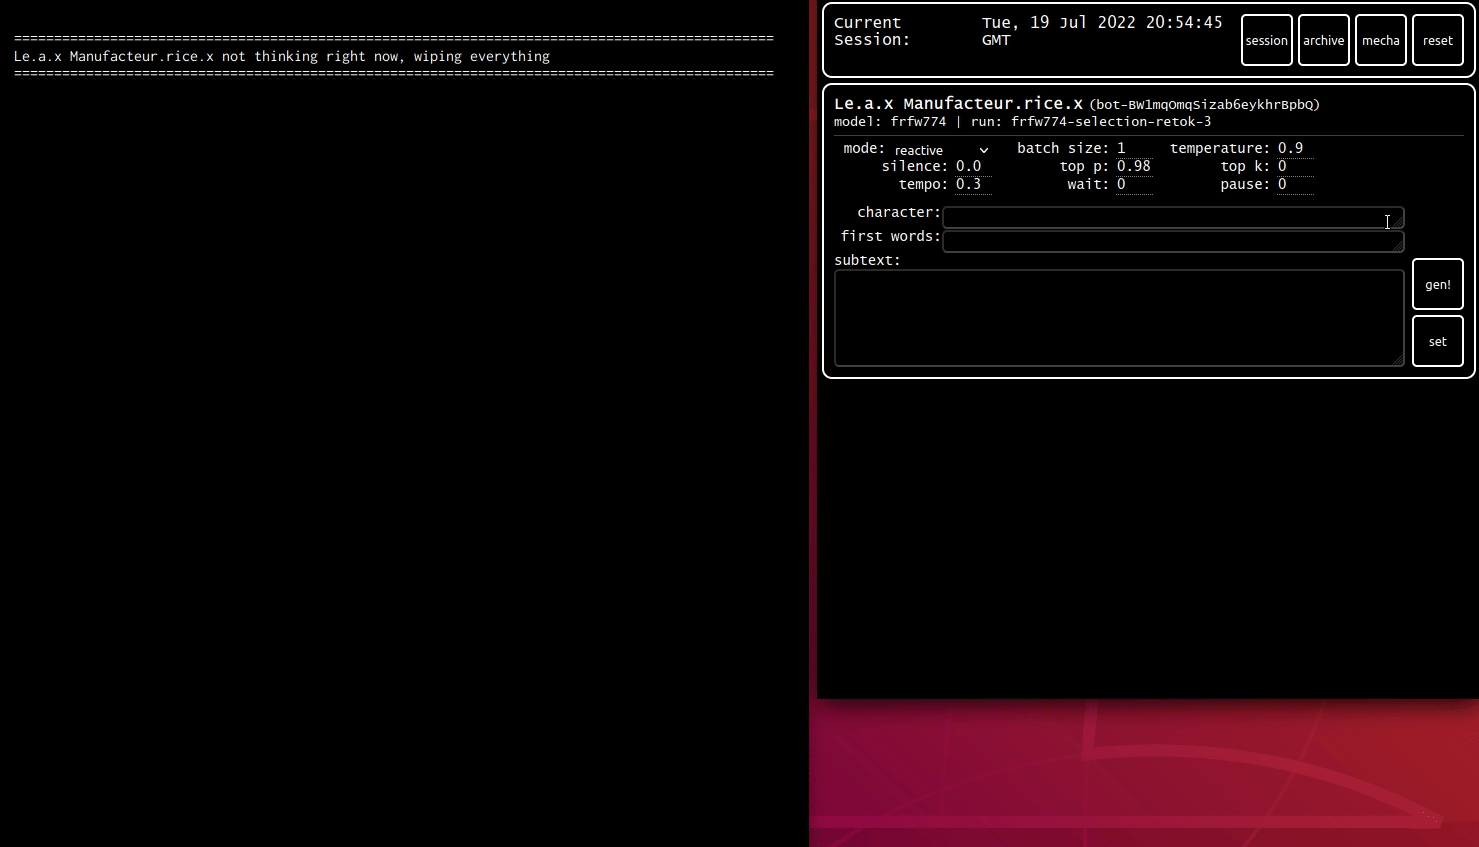 ================================================================================================
Le.a.x Manufacteur.rice.x not thinking right now, wiping everything
================================================================================================
Current Session:
Tue, 19 Jul 2022 20:54:45 GMT
session
archive
mecha
reset
Le.a.x Manufacteur.rice.x (bot-BW1mqOmqSizab6eykhrBpbQ)
model: frfw774 | run: frfw774-selection-retok-3
mode: reactive batch size: 1 temperature: 0.9
silence: 0.0 top p: 0.98 top k: 0
tempo: 0.3 wait: 0 pause: 0
character:
first words:
subtext:
gen!
set